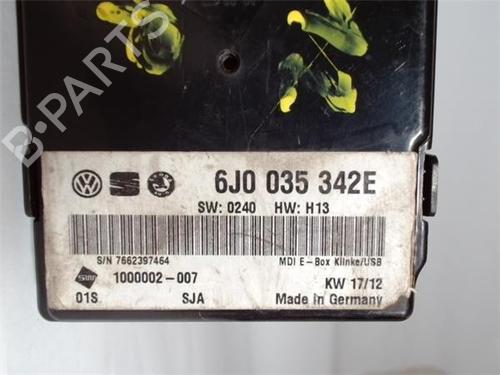 B-PARTS
6J0 035 342E
SW: 0240 HW: H13
S/N 7662397464
MDI E-Box Klinke/USB
1000002-007
KW 17/12
01S SJA
Made in Germany